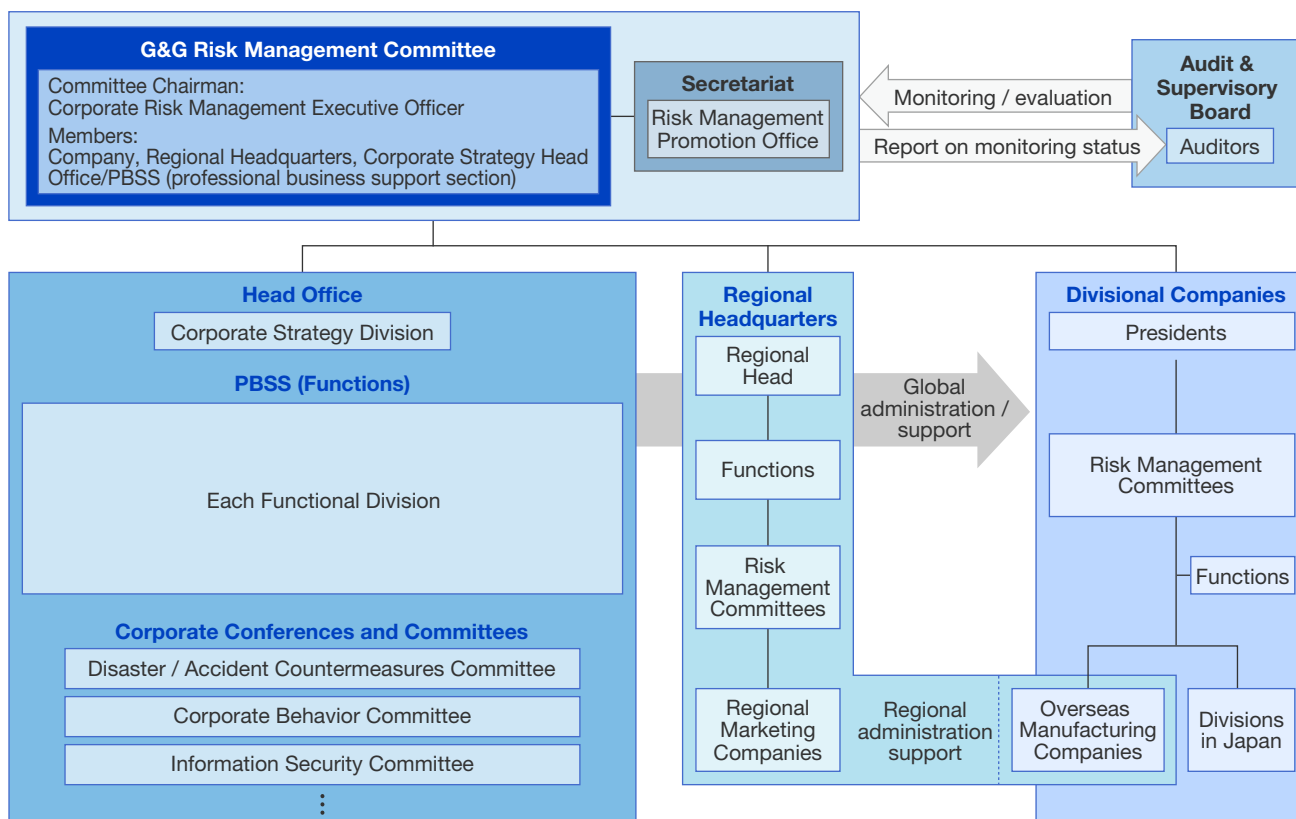 G&G Risk Management Committee
Committee Chairman:
Corporate Risk Management Executive Officer
Members:
Company, Regional Headquarters, Corporate Strategy Head
Office/PBSS (professional business support section)
Secretariat
Risk Management
Promotion Office
Monitoring / evaluation
Report on monitoring status
Audit &
Supervisory
Board
Auditors
Head Office
Corporate Strategy Division
PBSS (Functions)
Each Functional Division
Corporate Conferences and Committees
Disaster / Accident Countermeasures Committee
Corporate Behavior Committee
Information Security Committee
⋮
Regional
Headquarters
Regional
Head
Functions
Risk
Management
Committees
Regional
Marketing
Companies
Global
administration /
support
Regional
administration
support
Divisional Companies
Presidents
Risk Management
Committees
Functions
Overseas
Manufacturing
Companies
Divisions
in Japan